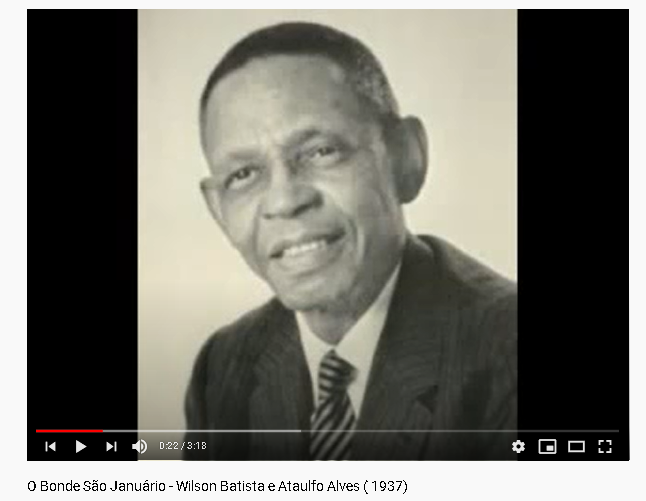 0:22 / 3:18
O Bonde São Januário - Wilson Batista e Ataulfo Alves ( 1937)